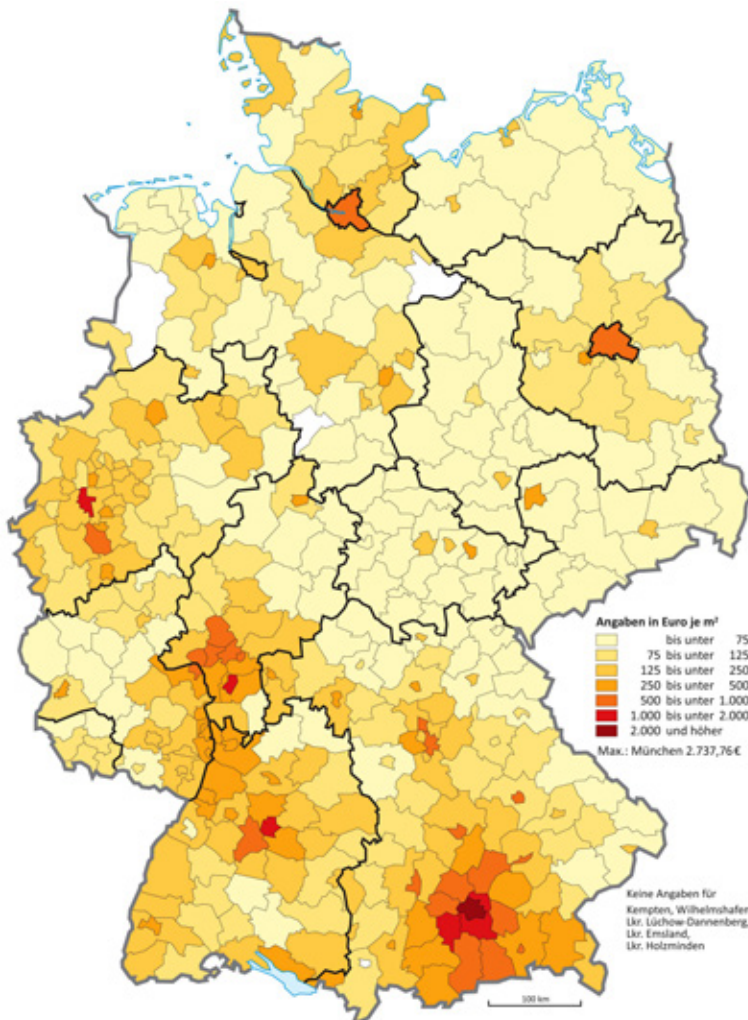 Angaben in Euro je m²
bis unter 75
75 bis unter 125
125 bis unter 250
250 bis unter 500
500 bis unter 1.000
1.000 bis unter 2.000
2.000 und höher
Max.: München 2.737,76€
Keine Angaben für
Kempten, Wilhelmshafen,
Lkr. Lüchow-Dannenberg,
Lkr. Emsland,
Lkr. Holzminden
100 km